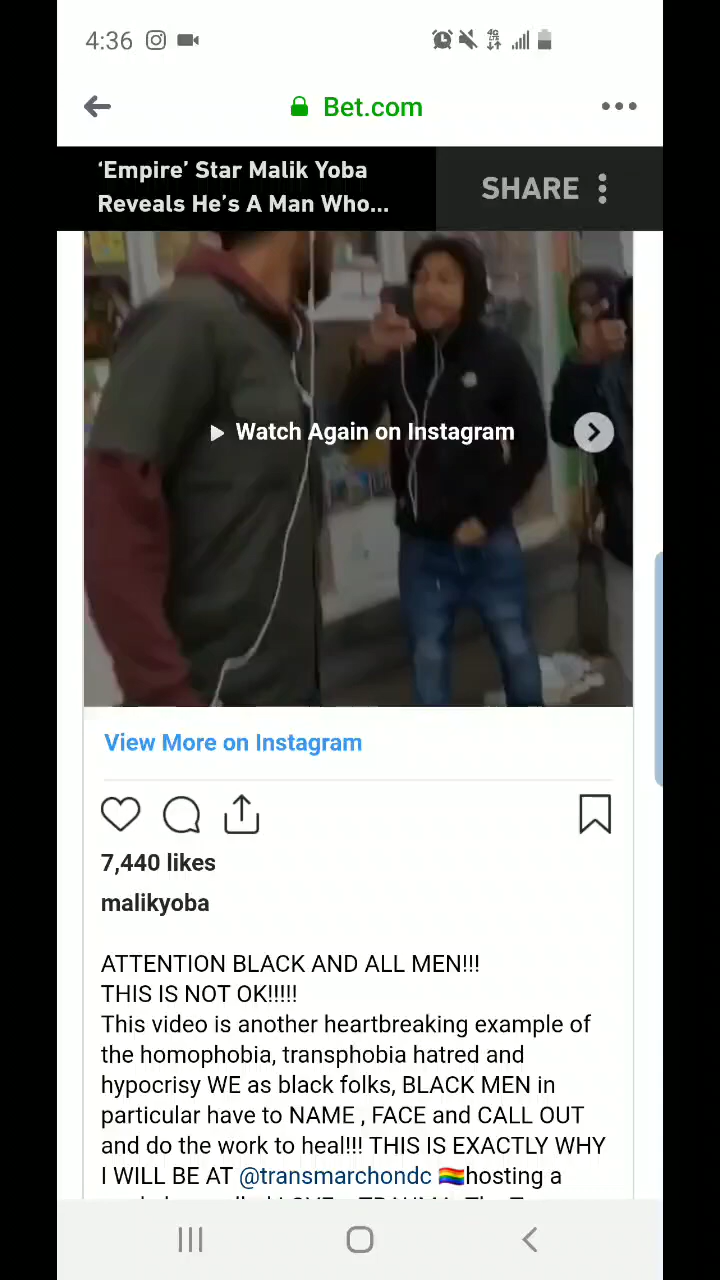 4:36
4G LTE
Bet.com
‘Empire’ Star Malik Yoba
Reveals He’s A Man Who...
SHARE
Watch Again on Instagram
View More on Instagram
7,440 likes
malikyoba
ATTENTION BLACK AND ALL MEN!!!
THIS IS NOT OK!!!!!
This video is another heartbreaking example of
the homophobia, transphobia hatred and
hypocrisy WE as black folks, BLACK MEN in
particular have to NAME , FACE and CALL OUT
and do the work to heal!!! THIS IS EXACTLY WHY
I WILL BE AT @transmarchondc 🏳️‍🌈hosting a